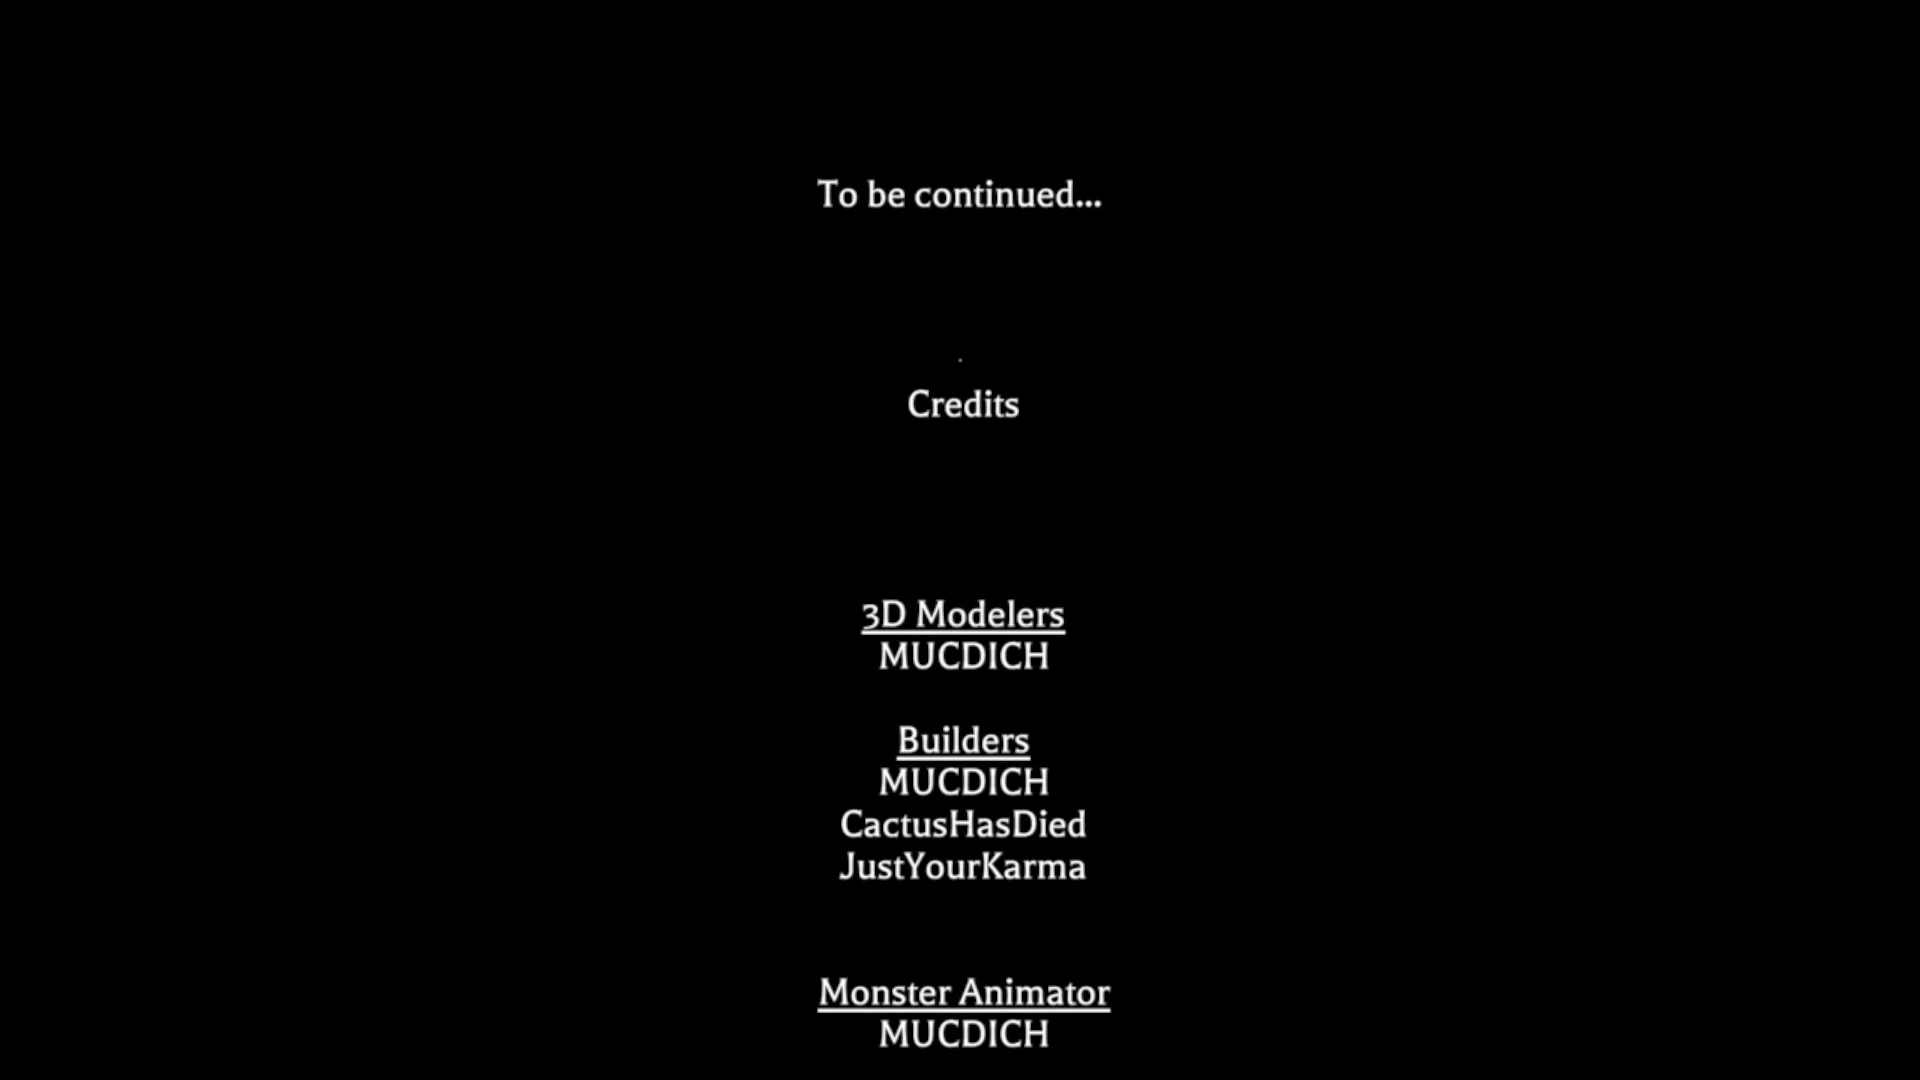 To be continued...
Credits
3D Modelers
MUCDICH
Builders
MUCDICH
CactusHasDied
JustYourKarma
Monster Animator
MUCDICH